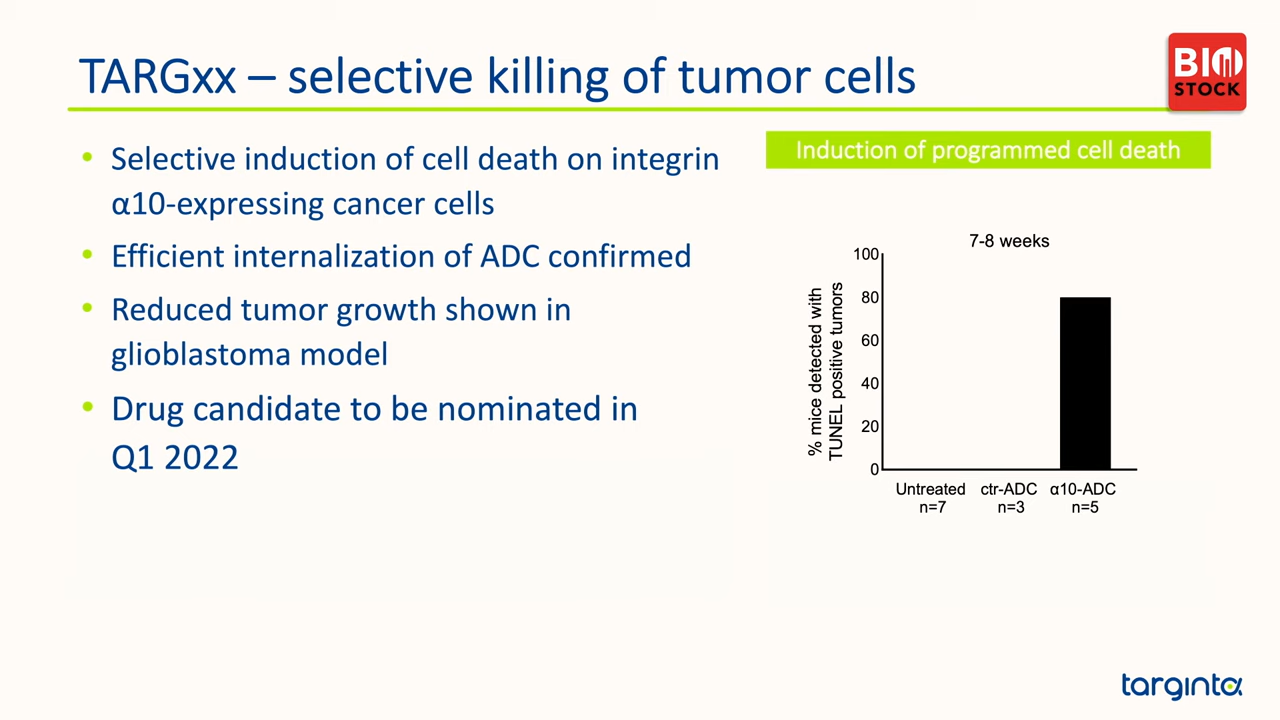 TARGxx – selective killing of tumor cells
BIO
STOCK
• Selective induction of cell death on integrin
α10-expressing cancer cells
• Efficient internalization of ADC confirmed
• Reduced tumor growth shown in
glioblastoma model
• Drug candidate to be nominated in
Q1 2022
Induction of programmed cell death
7-8 weeks
% mice detected with
TUNEL positive tumors
100
80
60
40
20
0
Untreated ctr-ADC α10-ADC
n=7 n=3 n=5
targinta